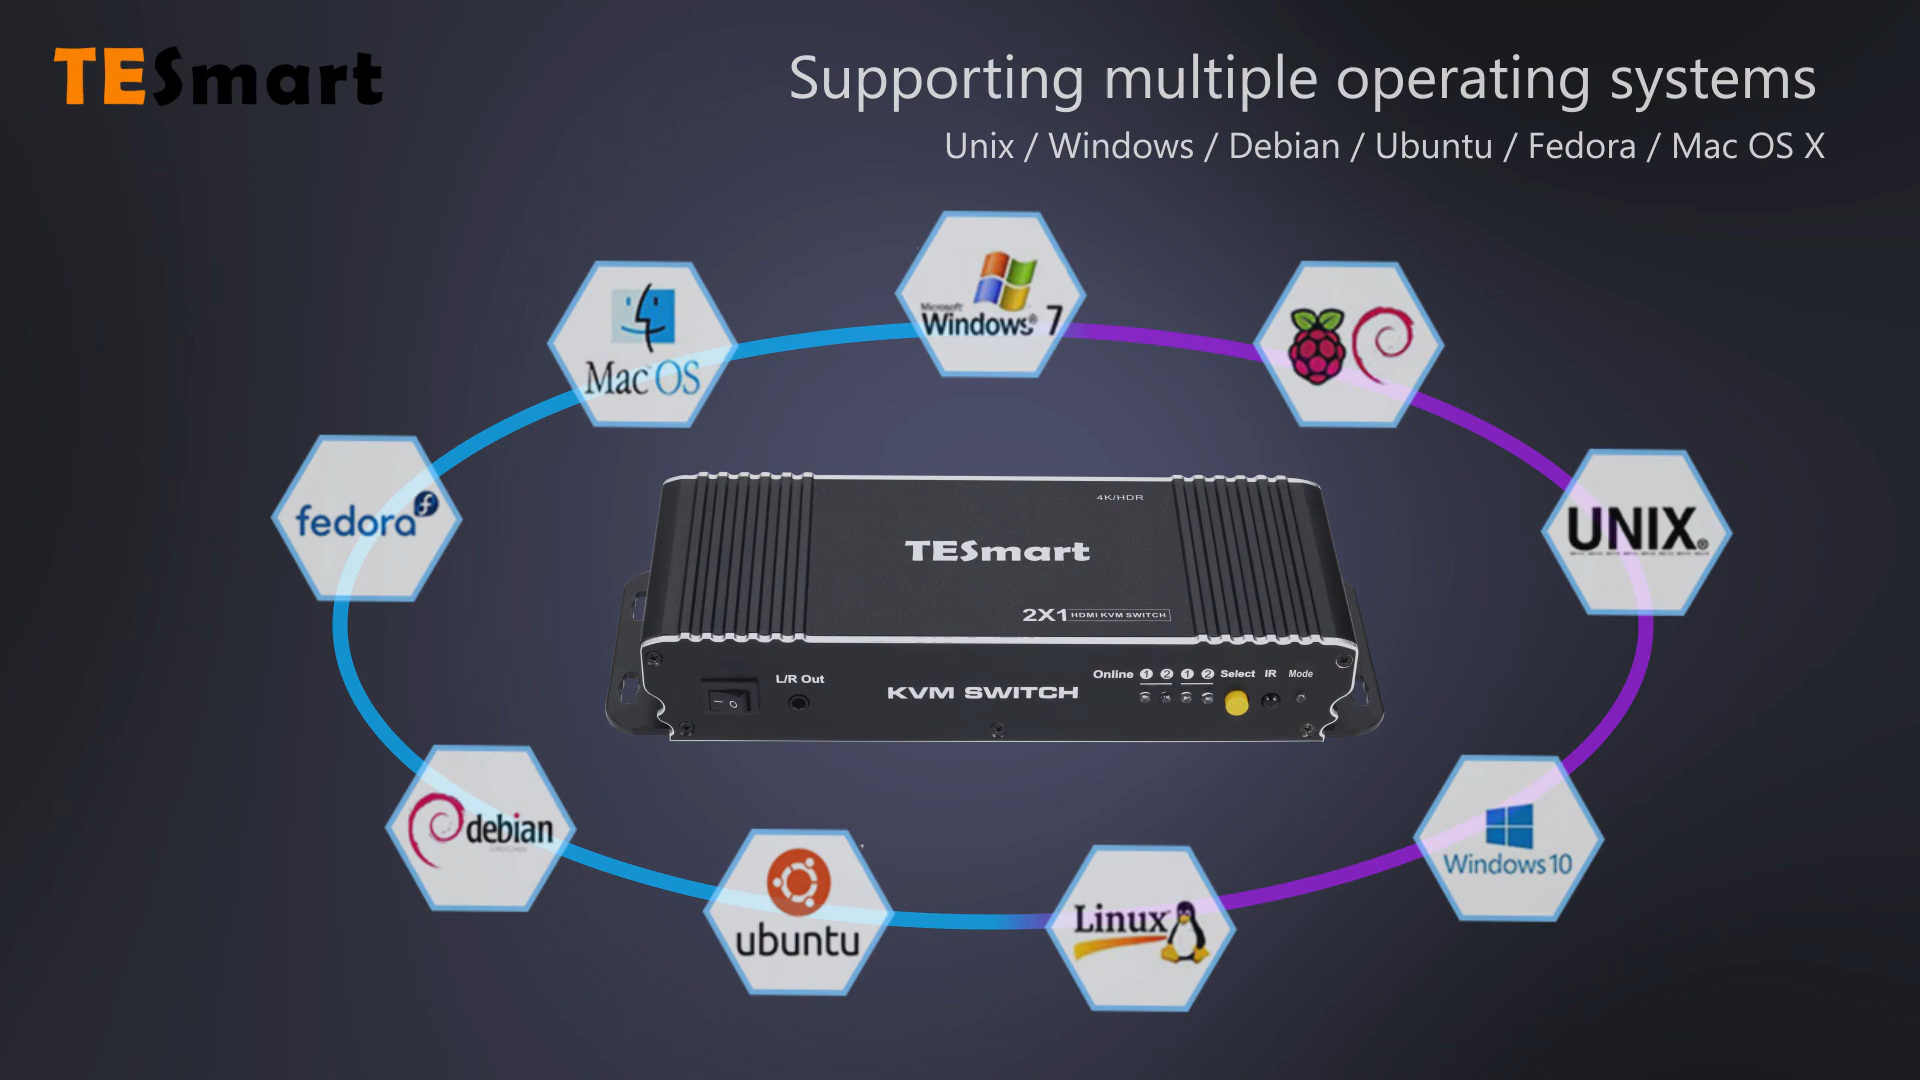 TESmart
Supporting multiple operating systems
Unix / Windows / Debian / Ubuntu / Fedora / Mac OS X
Microsoft
Windows® 7
Mac OS
fedora
UNIX®
4K/HDR
TESmart
2X1 HDMI KVM SWITCH
L/R Out
KVM SWITCH
Online 1 2 1 2 Select IR Mode
debian
ubuntu
Linux
Windows 10